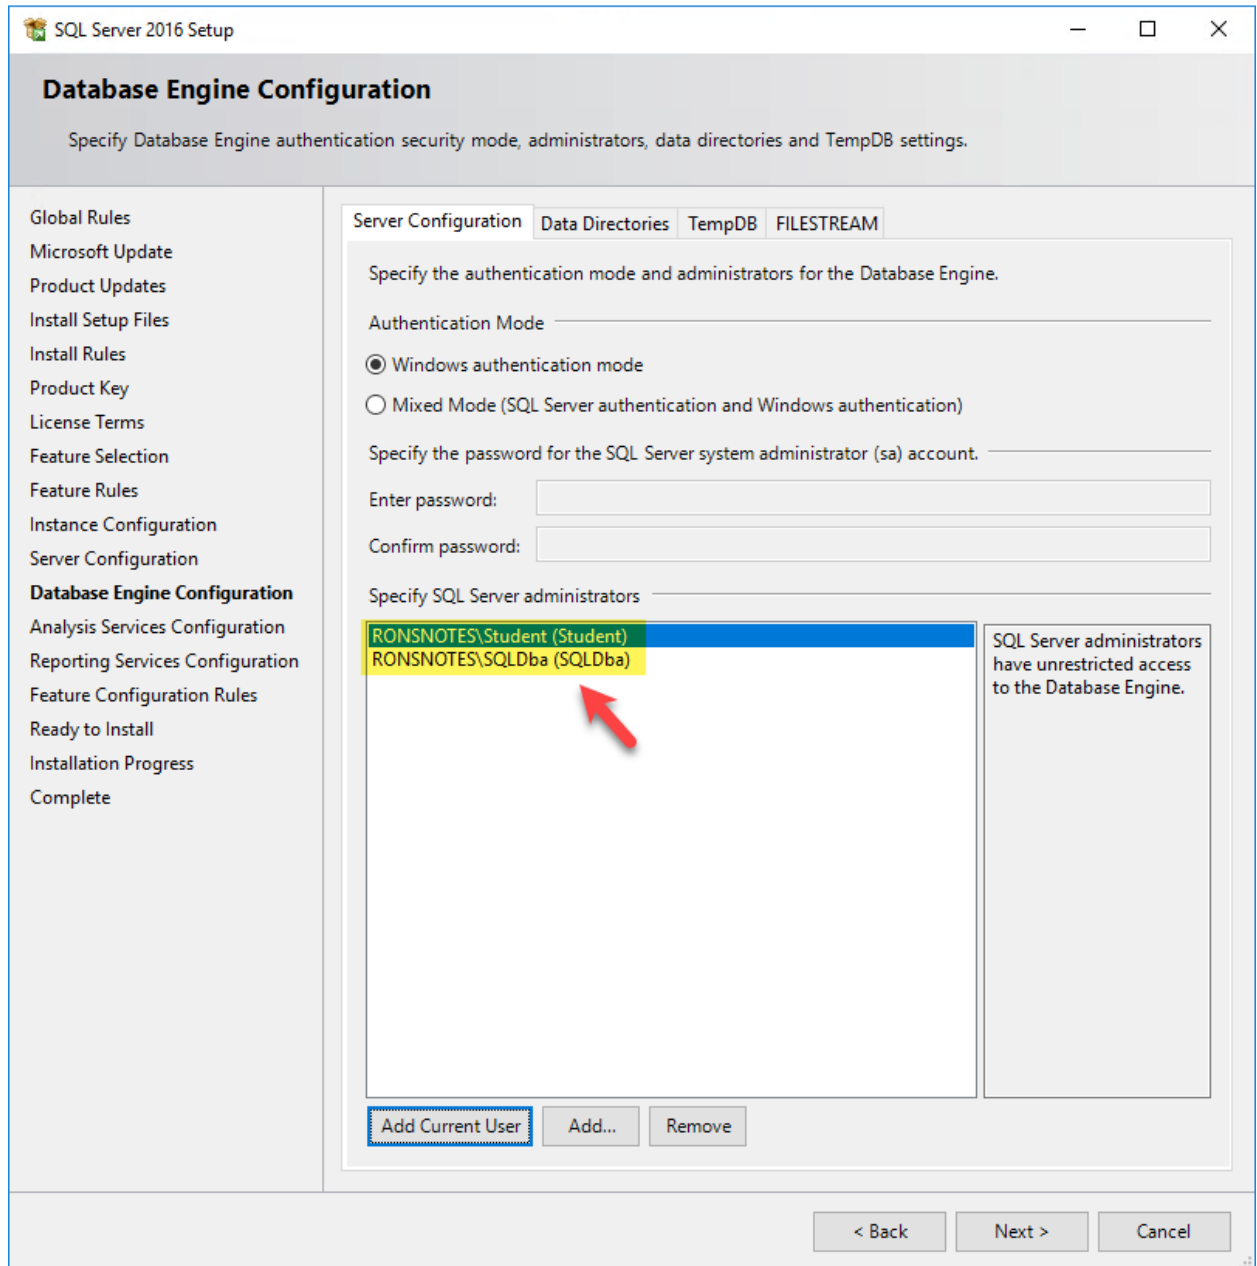 SQL Server 2016 Setup
Database Engine Configuration
Specify Database Engine authentication security mode, administrators, data directories and TempDB settings.
Global Rules
Microsoft Update
Product Updates
Install Setup Files
Install Rules
Product Key
License Terms
Feature Selection
Feature Rules
Instance Configuration
Server Configuration
Database Engine Configuration
Analysis Services Configuration
Reporting Services Configuration
Feature Configuration Rules
Ready to Install
Installation Progress
Complete
Server Configuration Data Directories TempDB FILESTREAM
Specify the authentication mode and administrators for the Database Engine.
Authentication Mode
Windows authentication mode
Mixed Mode (SQL Server authentication and Windows authentication)
Specify the password for the SQL Server system administrator (sa) account.
Enter password:
Confirm password:
Specify SQL Server administrators
RONSNOTES\Student (Student)
RONSNOTES\SQLDba (SQLDba)
SQL Server administrators
have unrestricted access
to the Database Engine.
Add Current User Add... Remove
< Back Next > Cancel